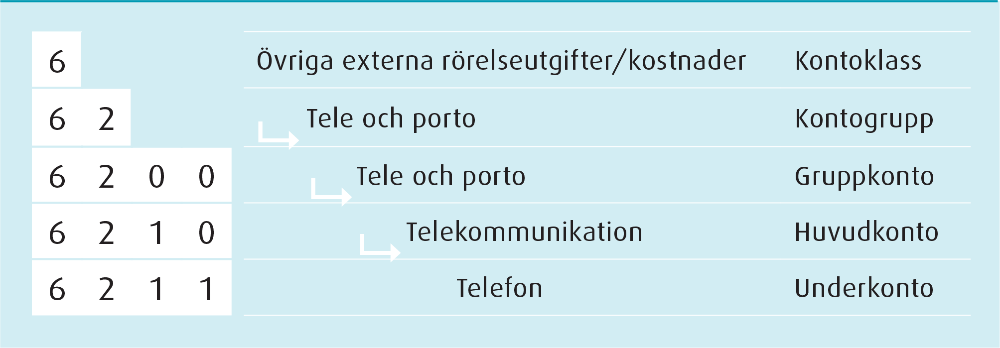 6 Övriga externa rörelseutgifter/kostnader Kontoklass
6 2 Tele och porto Kontogrupp
6 2 0 0 Tele och porto Gruppkonto
6 2 1 0 Telekommunikation Huvudkonto
6 2 1 1 Telefon Underkonto